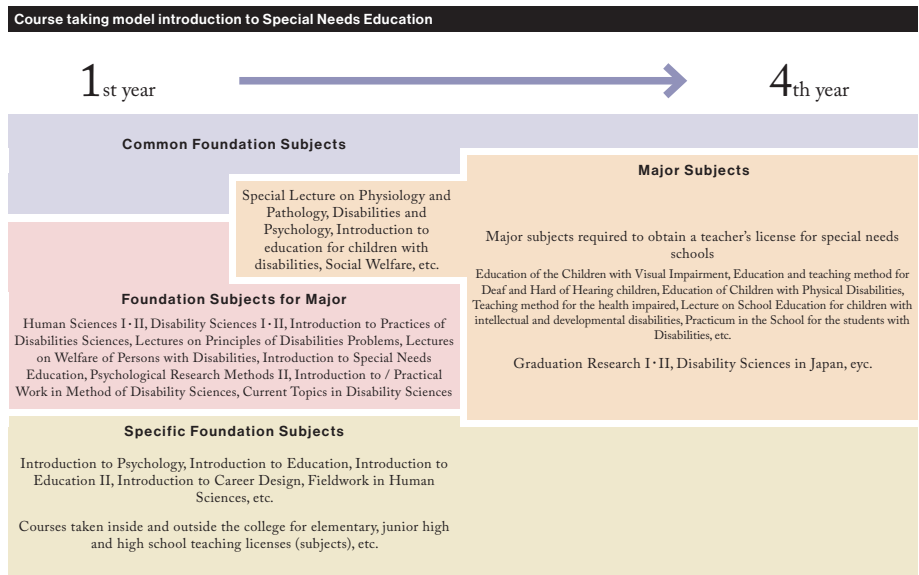 Course taking model introduction to Special Needs Education
1st year
4th year
Common Foundation Subjects
Special Lecture on Physiology and
Pathology, Disabilities and
Psychology, Introduction to
education for children with
disabilities, Social Welfare, etc.
Foundation Subjects for Major
Human Sciences I・II, Disability Sciences I・II, Introduction to Practices of
Disabilities Sciences, Lectures on Principles of Disabilities Problems, Lectures
on Welfare of Persons with Disabilities, Introduction to Special Needs
Education, Psychological Research Methods II, Introduction to / Practical
Work in Method of Disability Sciences, Current Topics in Disability Sciences
Major Subjects
Major subjects required to obtain a teacher's license for special needs
schools
Education of the Children with Visual Impairment, Education and teaching method for
Deaf and Hard of Hearing children, Education of Children with Physical Disabilities,
Teaching method for the health impaired, Lecture on School Education for children with
intellectual and developmental disabilities, Practicum in the School for the students with
Disabilities, etc.
Graduation Research I・II, Disability Sciences in Japan, eyc.
Specific Foundation Subjects
Introduction to Psychology, Introduction to Education, Introduction to
Education II, Introduction to Career Design, Fieldwork in Human
Sciences, etc.
Courses taken inside and outside the college for elementary, junior high
and high school teaching licenses (subjects), etc.